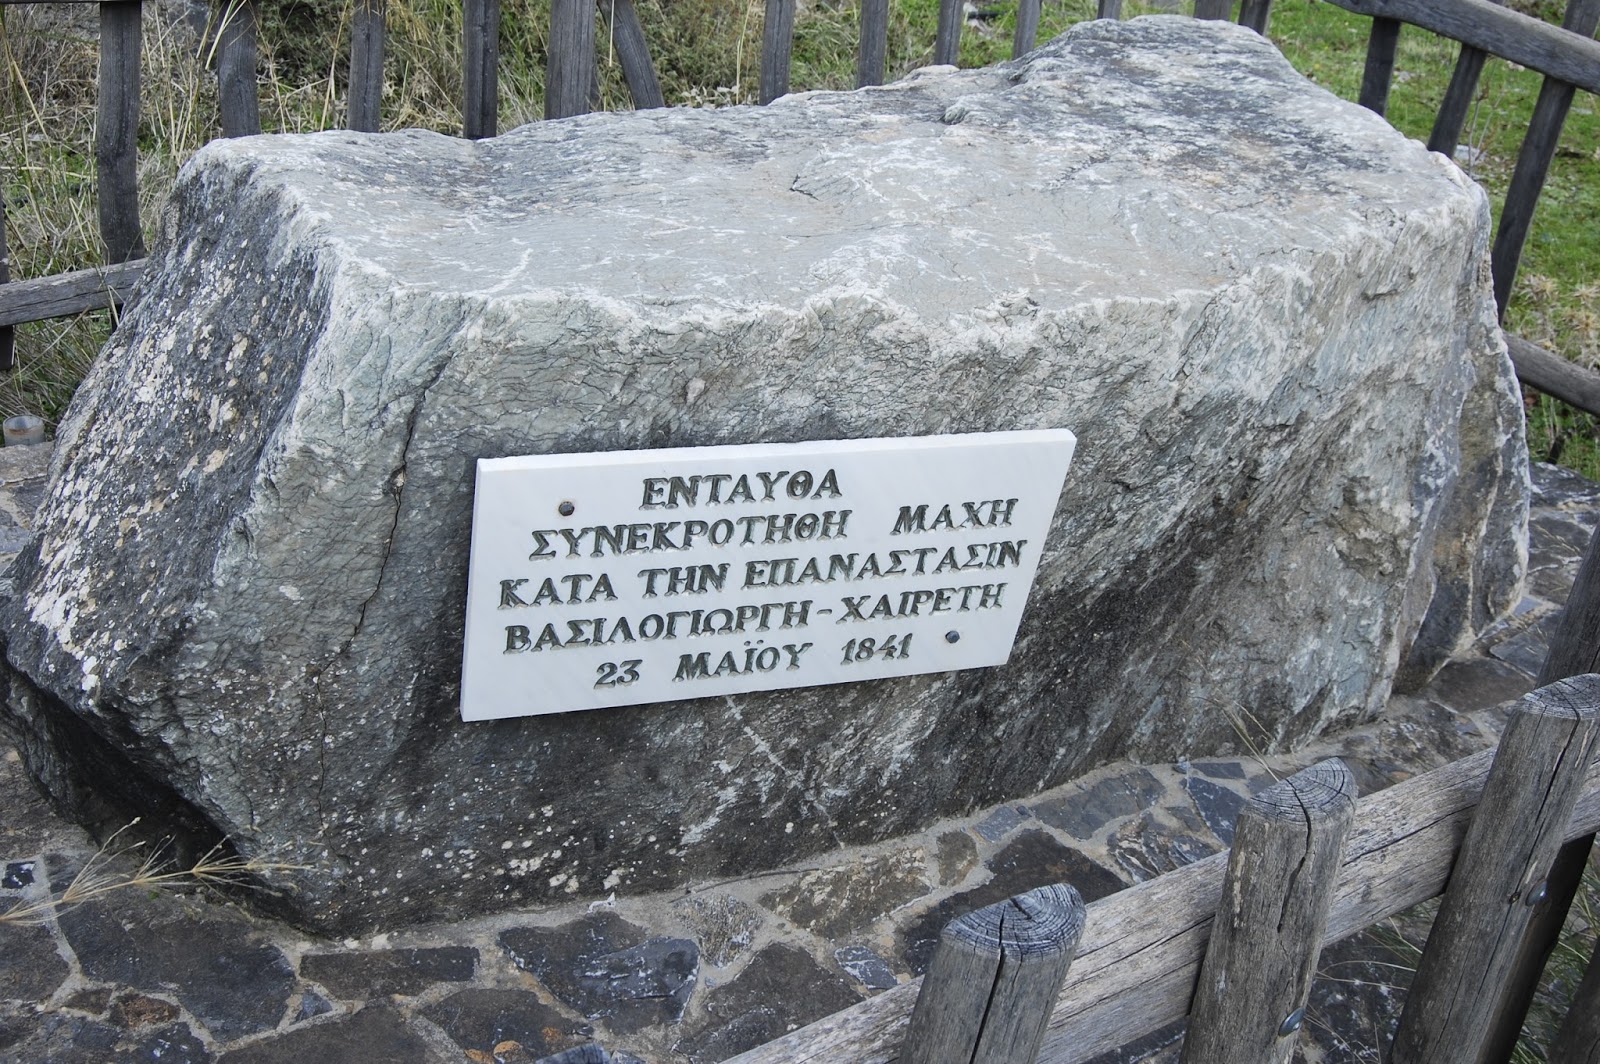 ΕΝΤΑΥΘΑ
ΣΥΝΕΚΡΟΤΗΘΗ ΜΑΧΗ
ΚΑΤΑ ΤΗΝ ΕΠΑΝΑΣΤΑΣΙΝ
ΒΑΣΙΛΟΓΙΩΡΓΗ - ΧΑΙΡΕΤΗ
23 ΜΑΪΟΥ 1841